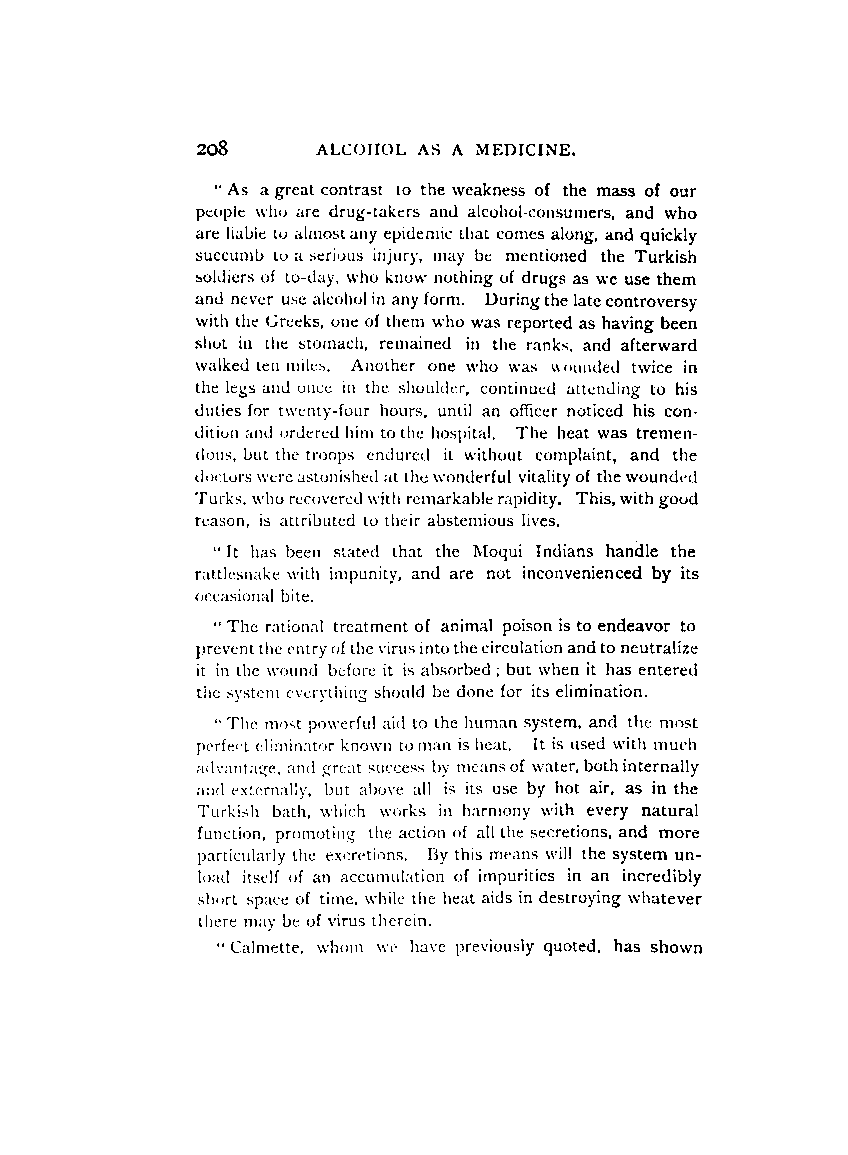 208 ALCOHOL AS A MEDICINE.
" As a great contrast to the weakness of the mass of our
people who are drug-takers and alcohol-consumers, and who
are liable to almost any epidemic that comes along, and quickly
succumb to a serious injury, may be mentioned the Turkish
soldiers of to-day, who know nothing of drugs as we use them
and never use alcohol in any form. During the late controversy
with the Greeks, one of them who was reported as having been
shot in the stomach, remained in the ranks, and afterward
walked ten miles. Another one who was wounded twice in
the legs and once in the shoulder, continued attending to his
duties for twenty-four hours, until an officer noticed his con-
dition and ordered him to the hospital. The heat was tremen-
dous, but the troops endured it without complaint, and the
doctors were astonished at the wonderful vitality of the wounded
Turks, who recovered with remarkable rapidity. This, with good
reason, is attributed to their abstemious lives.
" It has been stated that the Moqui Indians handle the
rattlesnake with impunity, and are not inconvenienced by its
occasional bite.
" The rational treatment of animal poison is to endeavor to
prevent the entry of the virus into the circulation and to neutralize
it in the wound before it is absorbed ; but when it has entered
the system everything should be done for its elimination.
" The most powerful aid to the human system, and the most
perfect eliminator known to man is heat. It is used with much
advantage, and great success by means of water, both internally
and externally, but above all is its use by hot air, as in the
Turkish bath, which works in harmony with every natural
function, promoting the action of all the secretions, and more
particularly the excretions. By this means will the system un-
load itself of an accumulation of impurities in an incredibly
short space of time, while the heat aids in destroying whatever
there may be of virus therein.
" Calmette, whom we have previously quoted, has shown